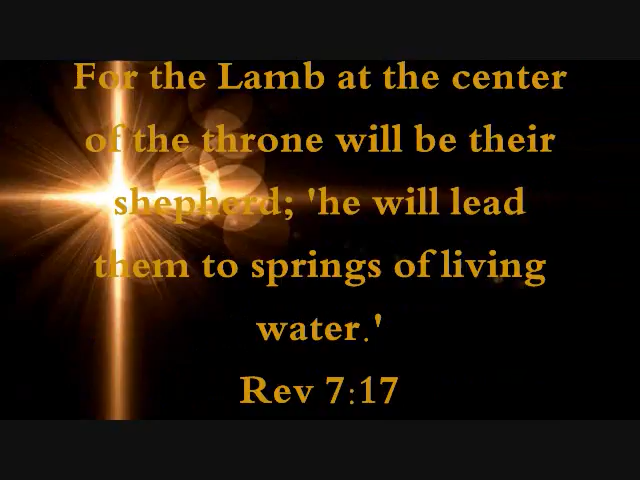 For the Lamb at the center
of the throne will be their
shepherd; 'he will lead
them to springs of living
water.'
Rev 7:17